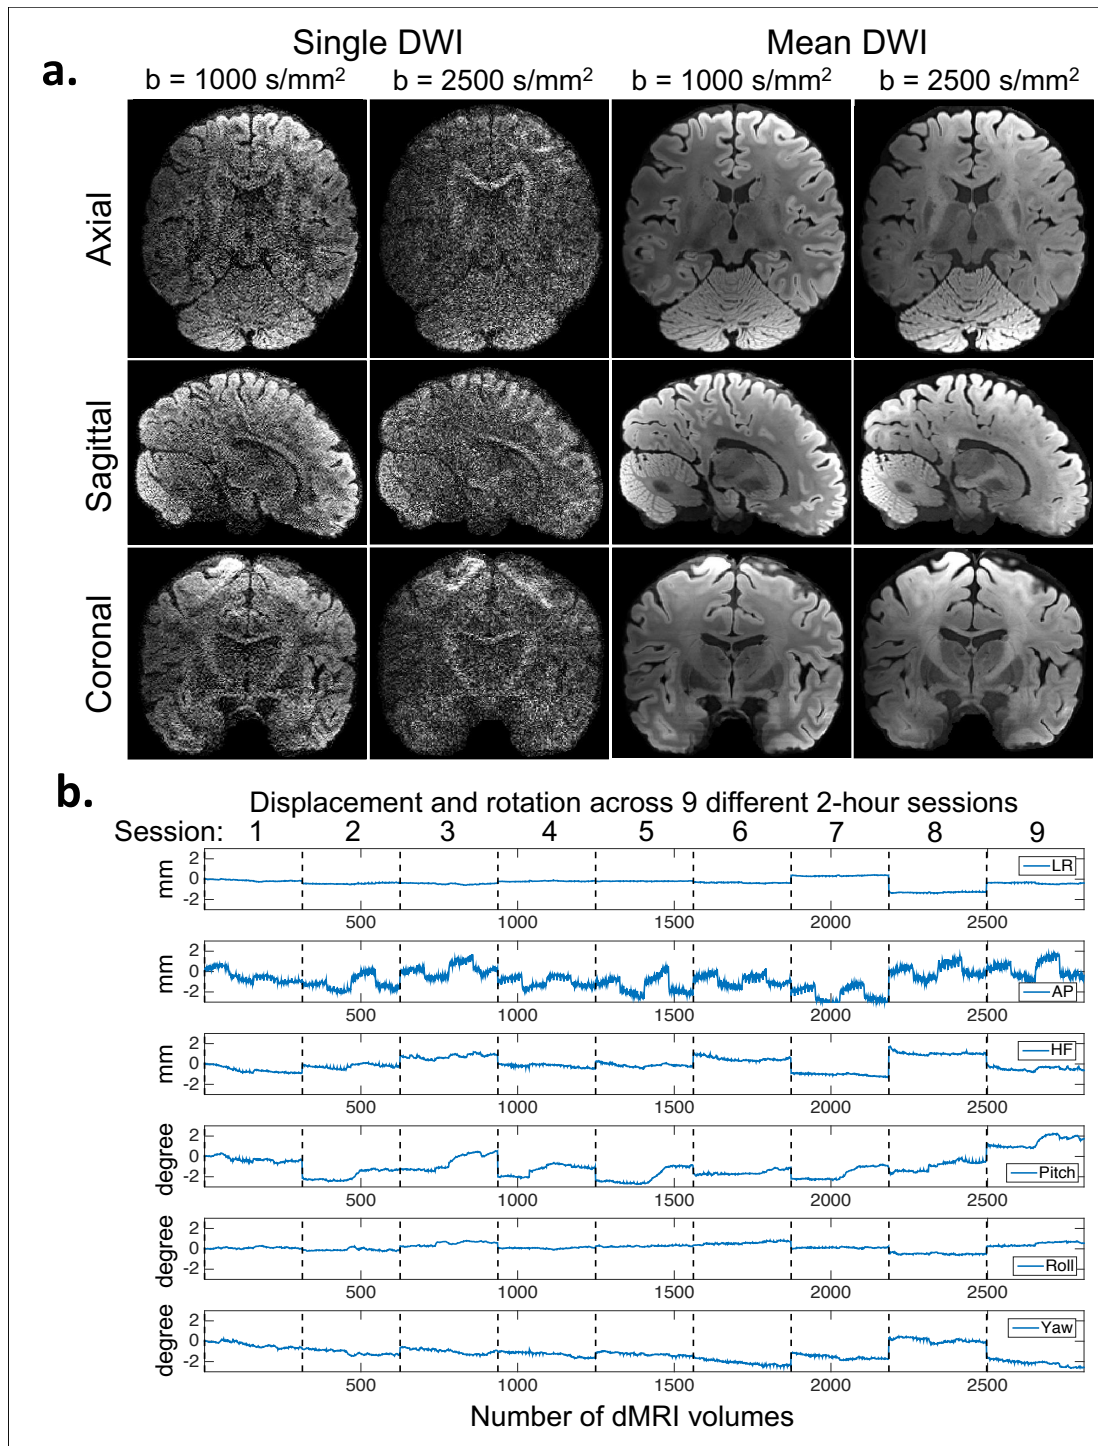 a.
Single DWI Mean DWI
b = 1000 s/mm² b = 2500 s/mm² b = 1000 s/mm² b = 2500 s/mm²
Axial
Sagittal
Coronal
b.
Displacement and rotation across 9 different 2-hour sessions
Session: 1 2 3 4 5 6 7 8 9
mm 2 0 -2 LR
500 1000 1500 2000 2500
mm 2 0 -2 AP
500 1000 1500 2000 2500
mm 2 0 -2 HF
500 1000 1500 2000 2500
degree 2 0 -2 Pitch
500 1000 1500 2000 2500
degree 2 0 -2 Roll
500 1000 1500 2000 2500
degree 2 0 -2 Yaw
500 1000 1500 2000 2500
Number of dMRI volumes